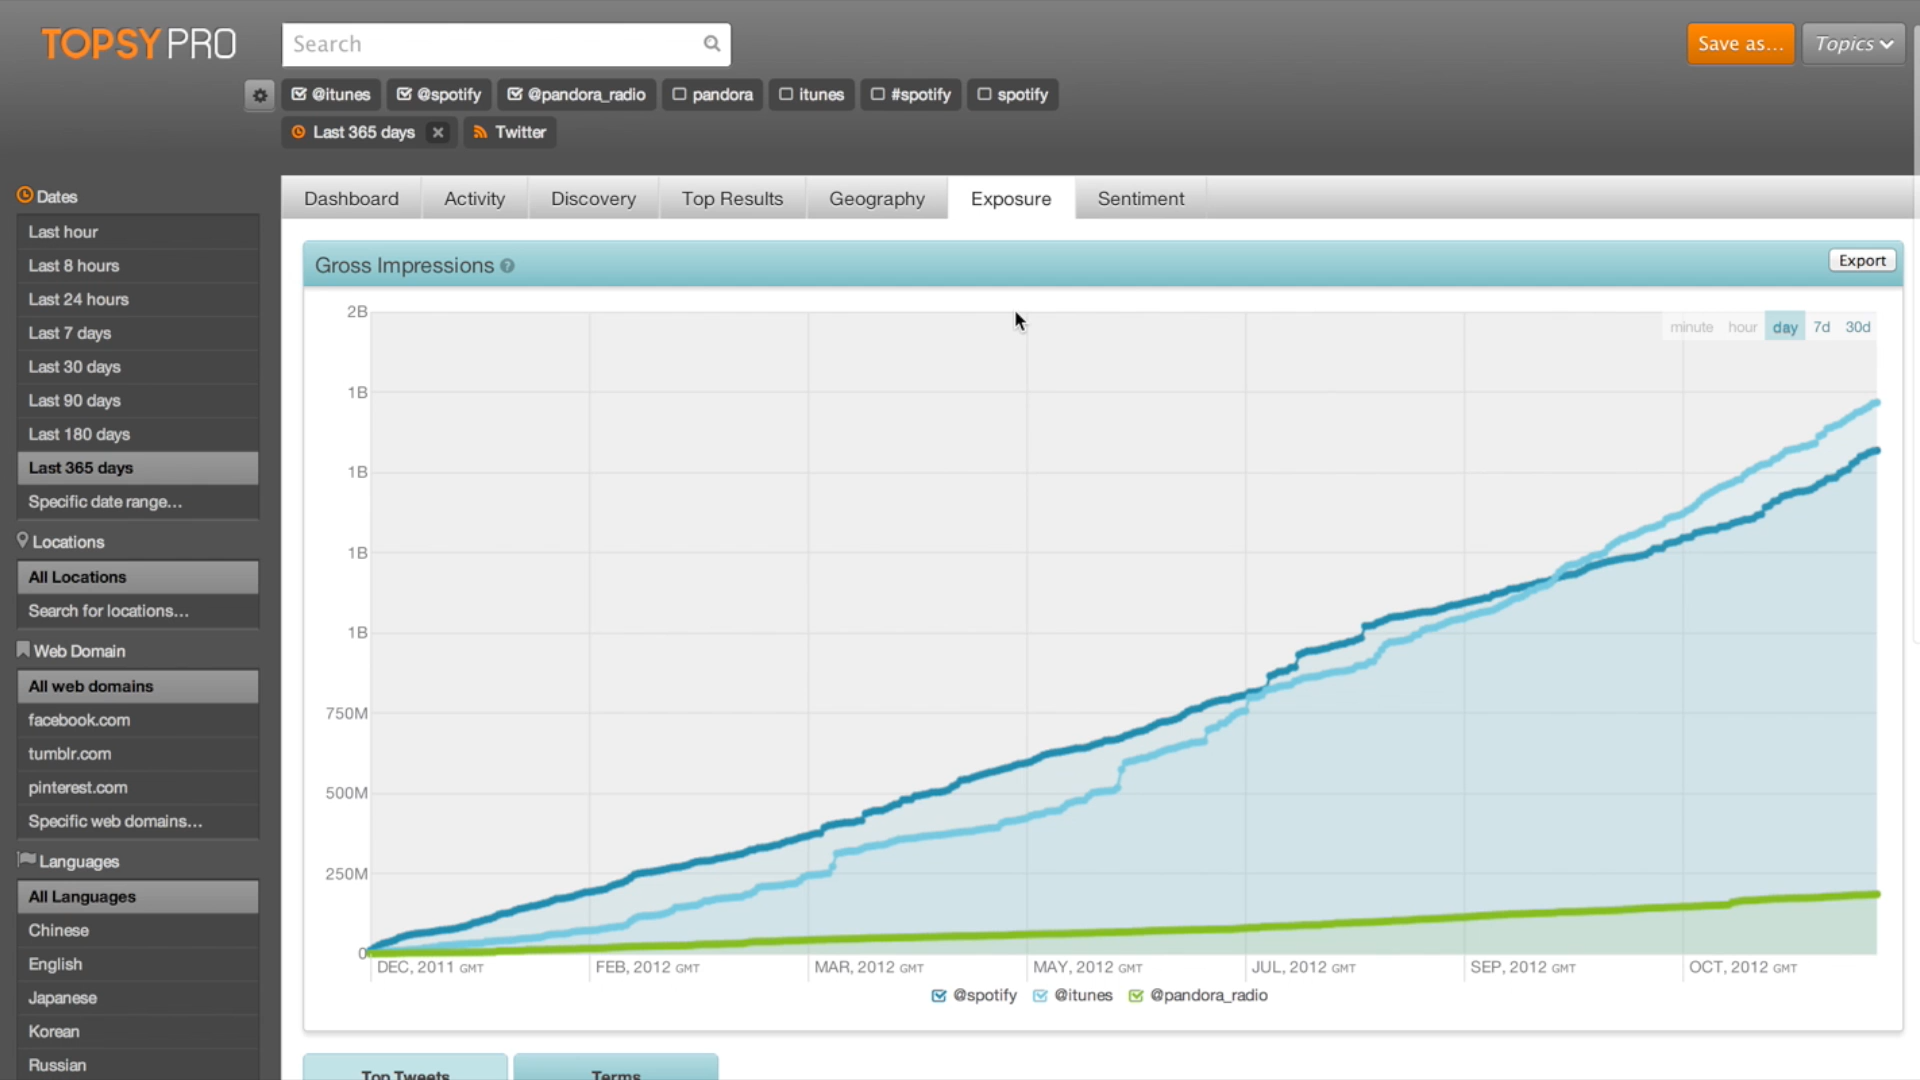 TOPSY PRO
Search
Save as...
Topics
@itunes @spotify @pandora_radio pandora itunes #spotify spotify
Last 365 days Twitter
Dates
Last hour
Last 8 hours
Last 24 hours
Last 7 days
Last 30 days
Last 90 days
Last 180 days
Last 365 days
Specific date range...
Locations
All Locations
Search for locations...
Web Domain
All web domains
facebook.com
tumblr.com
pinterest.com
Specific web domains...
Languages
All Languages
Chinese
English
Japanese
Korean
Russian
Dashboard Activity Discovery Top Results Geography Exposure Sentiment
Gross Impressions ?
Export
minute hour day 7d 30d
2B
1B
1B
1B
1B
750M
500M
250M
0
DEC, 2011 GMT FEB, 2012 GMT MAR, 2012 GMT MAY, 2012 GMT JUL, 2012 GMT SEP, 2012 GMT OCT, 2012 GMT
@spotify @itunes @pandora_radio
Top Tweets Terms